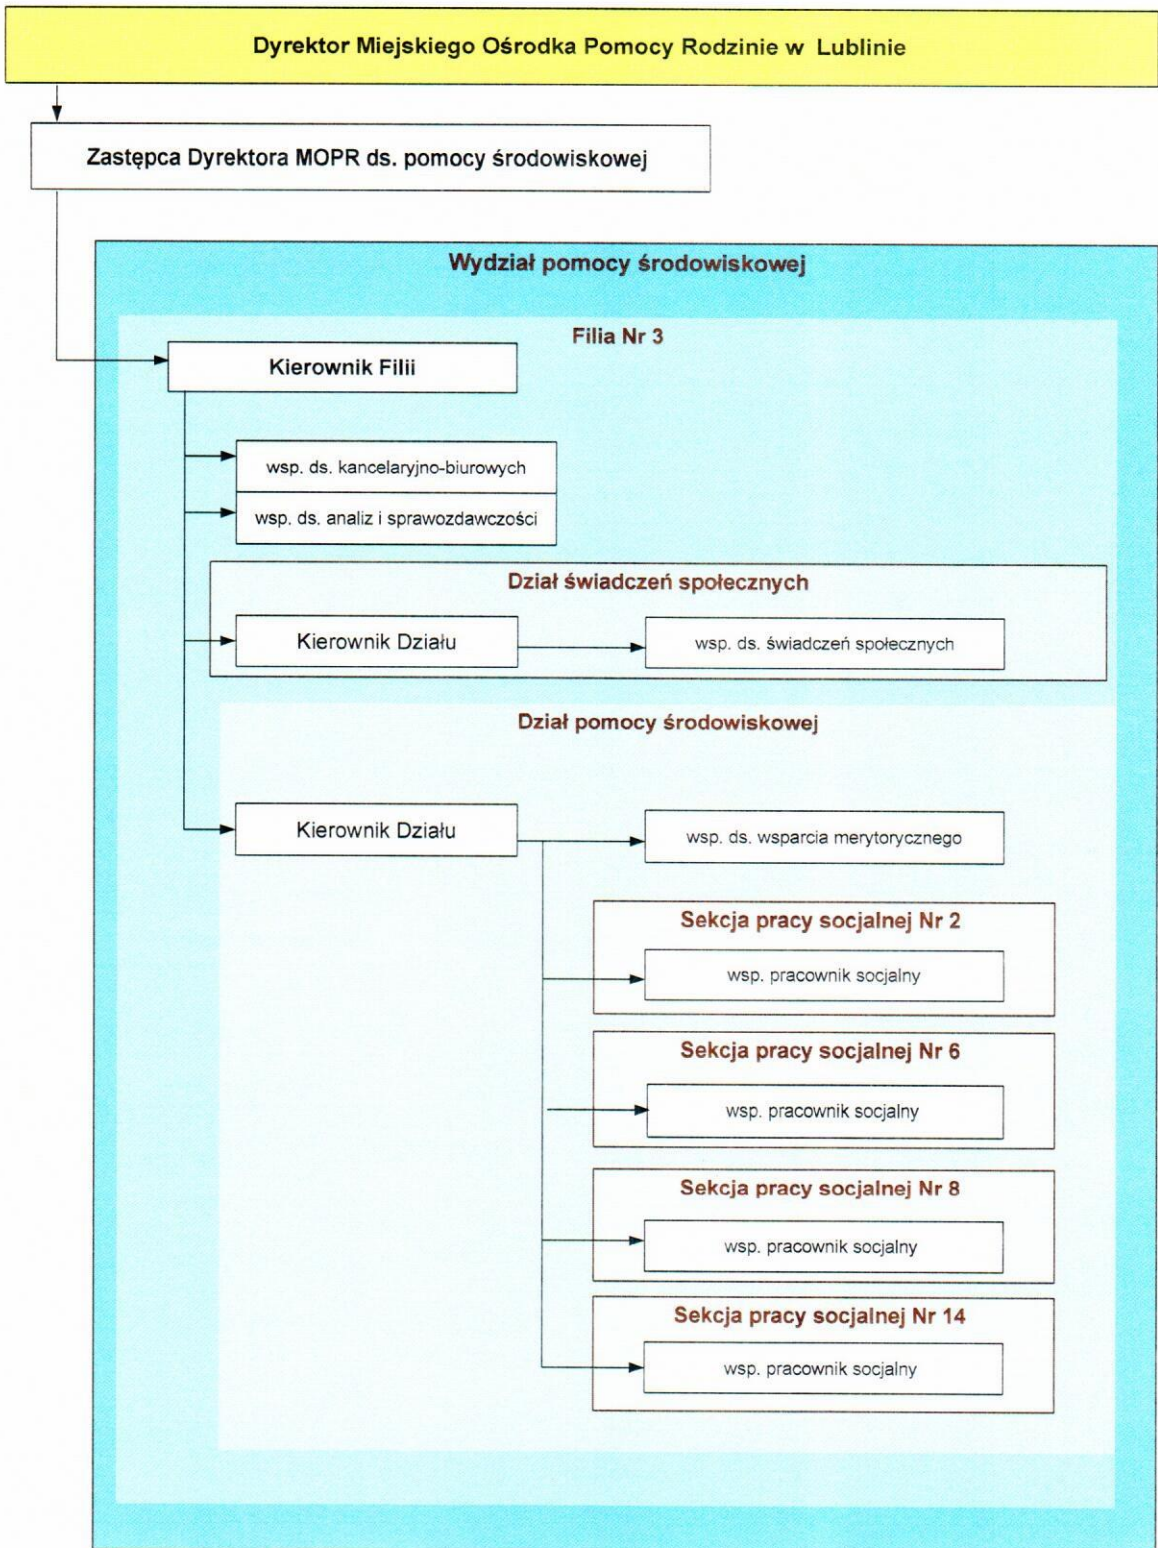 Dyrektor Miejskiego Ośrodka Pomocy Rodzinie w Lublinie
Zastępca Dyrektora MOPR ds. pomocy środowiskowej
Wydział pomocy środowiskowej
Filia Nr 3
Kierownik Filii
wsp. ds. kancelaryjno-biurowych
wsp. ds. analiz i sprawozdawczości
Dział świadczeń społecznych
Kierownik Działu
wsp. ds. świadczeń społecznych
Dział pomocy środowiskowej
Kierownik Działu
wsp. ds. wsparcia merytorycznego
Sekcja pracy socjalnej Nr 2
wsp. pracownik socjalny
Sekcja pracy socjalnej Nr 6
wsp. pracownik socjalny
Sekcja pracy socjalnej Nr 8
wsp. pracownik socjalny
Sekcja pracy socjalnej Nr 14
wsp. pracownik socjalny